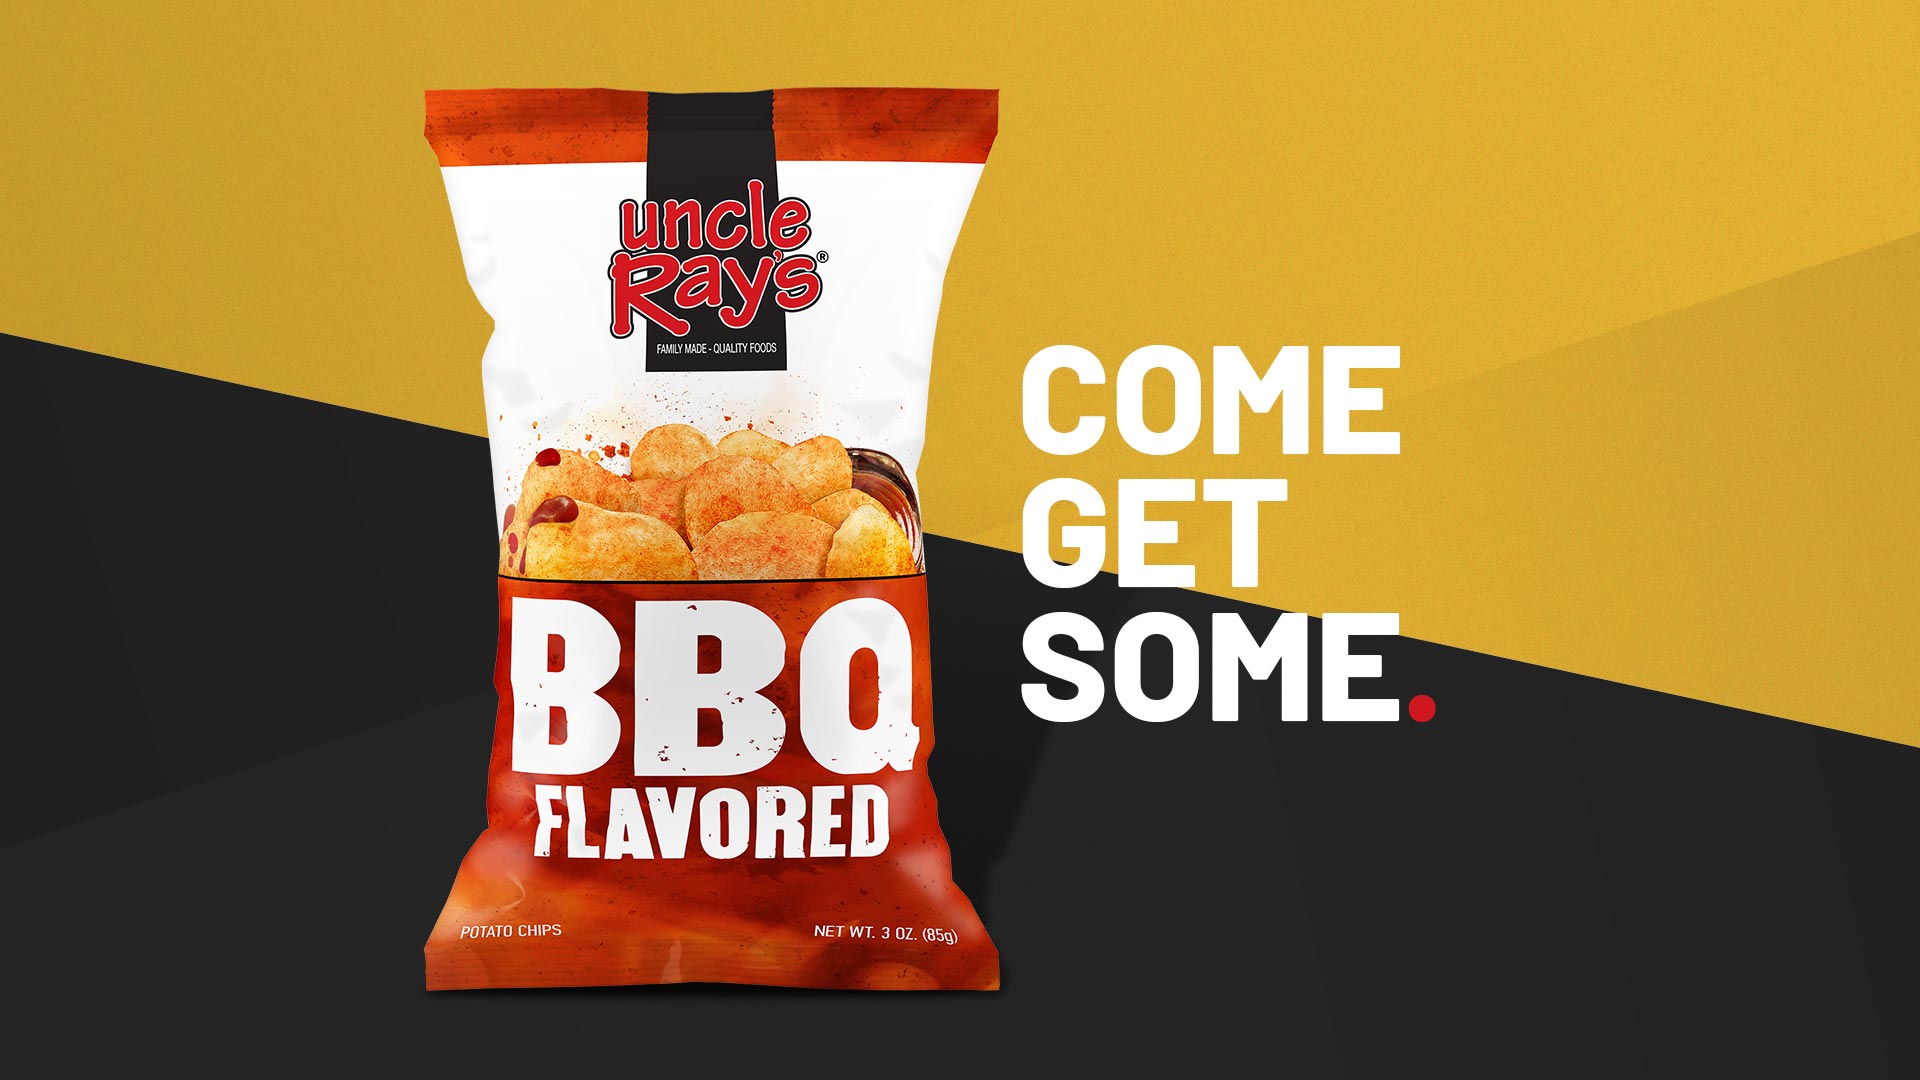 uncle
Ray's®
FAMILY MADE - QUALITY FOODS
BBQ
FLAVORED
POTATO CHIPS
NET WT. 3 OZ. (85g)
COME
GET
SOME.